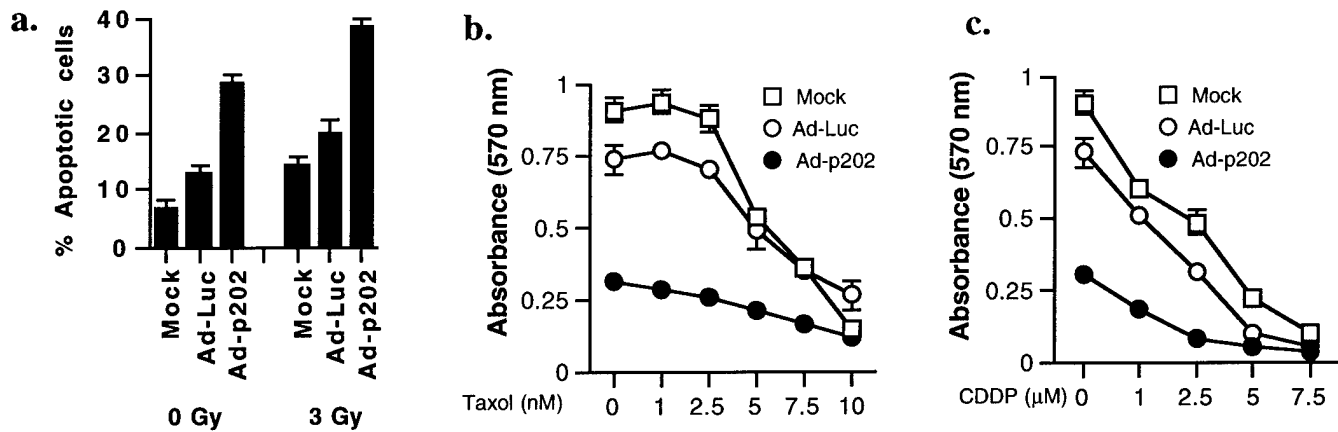 a.
% Apoptotic cells
40
30
20
10
0
Mock
Ad-Luc
Ad-p202
Mock
Ad-Luc
Ad-p202
0 Gy
3 Gy
b.
Absorbance (570 nm)
1
0.75
0.5
0.25
0
Mock
Ad-Luc
Ad-p202
Taxol (nM)
0 1 2.5 5 7.5 10
c.
Absorbance (570 nm)
1
0.75
0.5
0.25
0
Mock
Ad-Luc
Ad-p202
CDDP (μM)
0 1 2.5 5 7.5